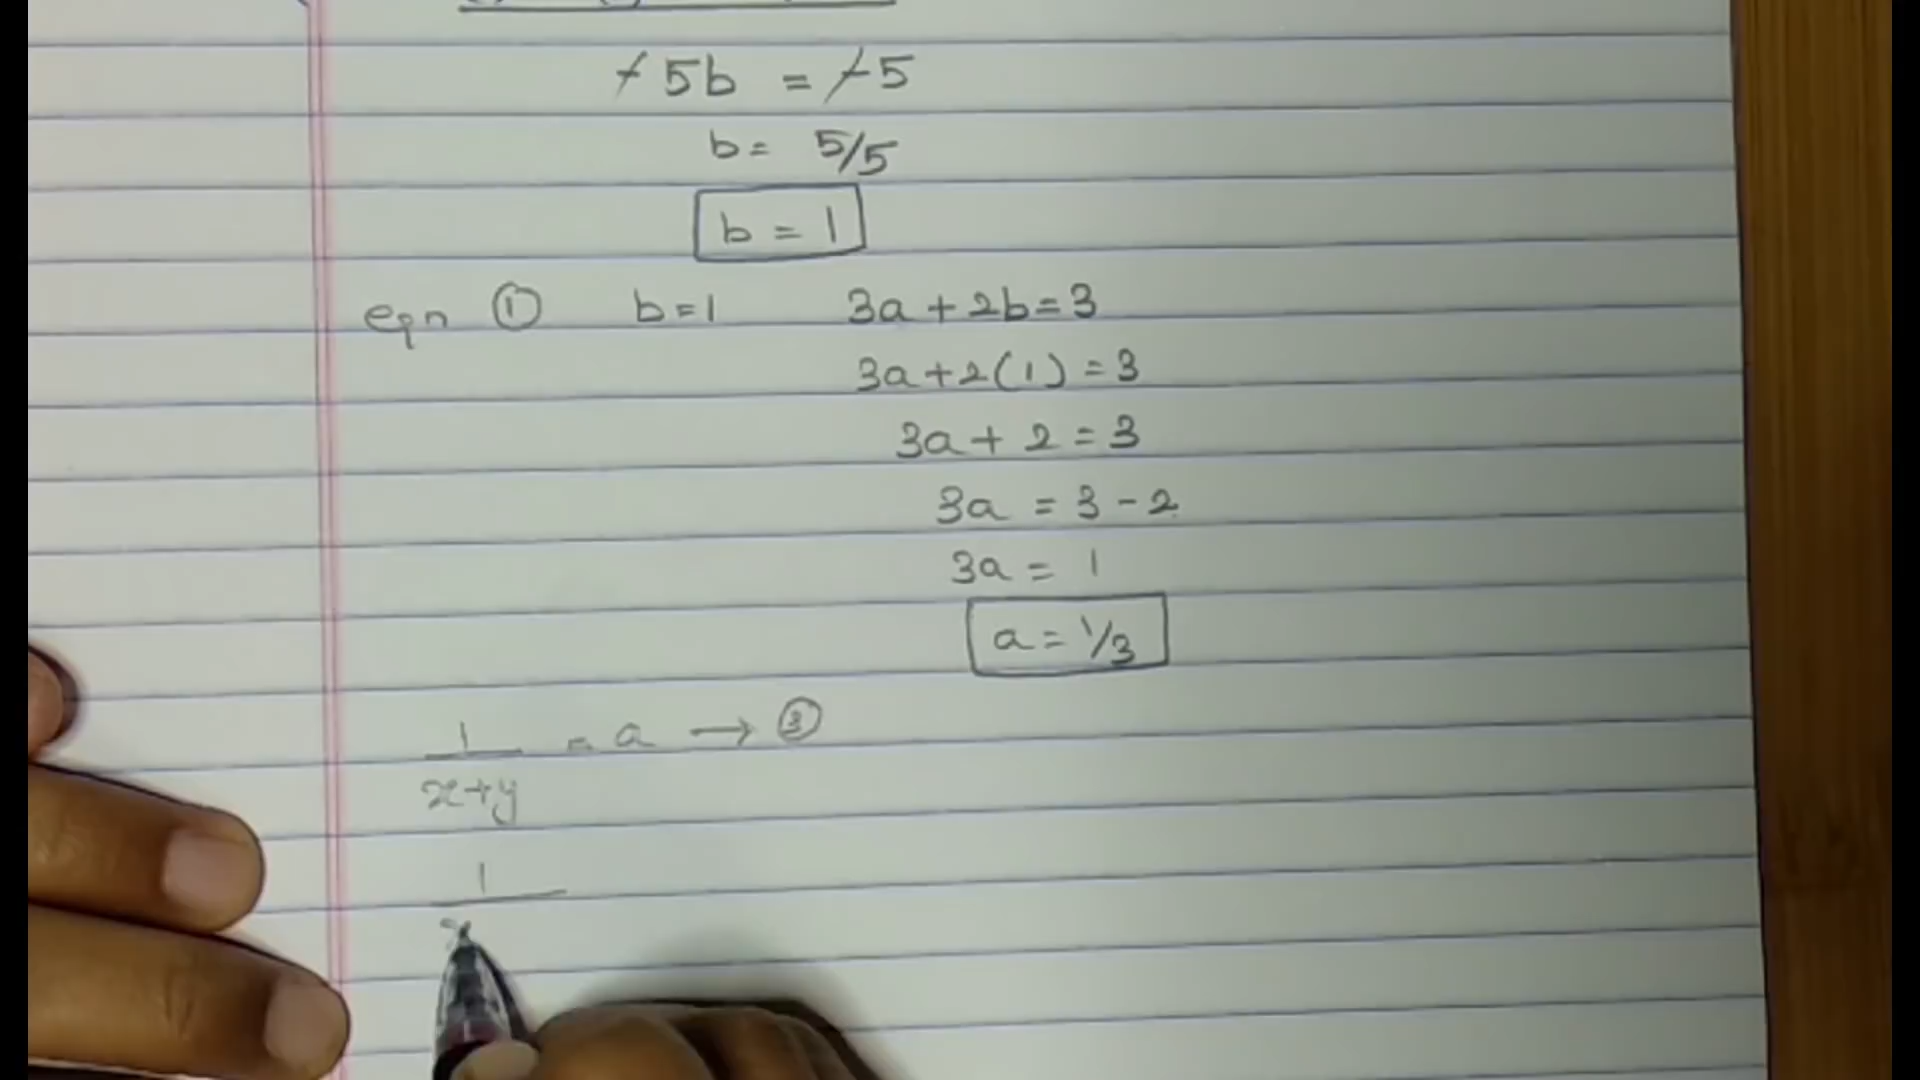 -5b = -5
b = 5/5
b = 1
eqn ① b=1 3a+2b=3
3a+2(1)=3
3a+2=3
3a = 3-2
3a = 1
a = 1/3
1/x+y = a → ③
1/x